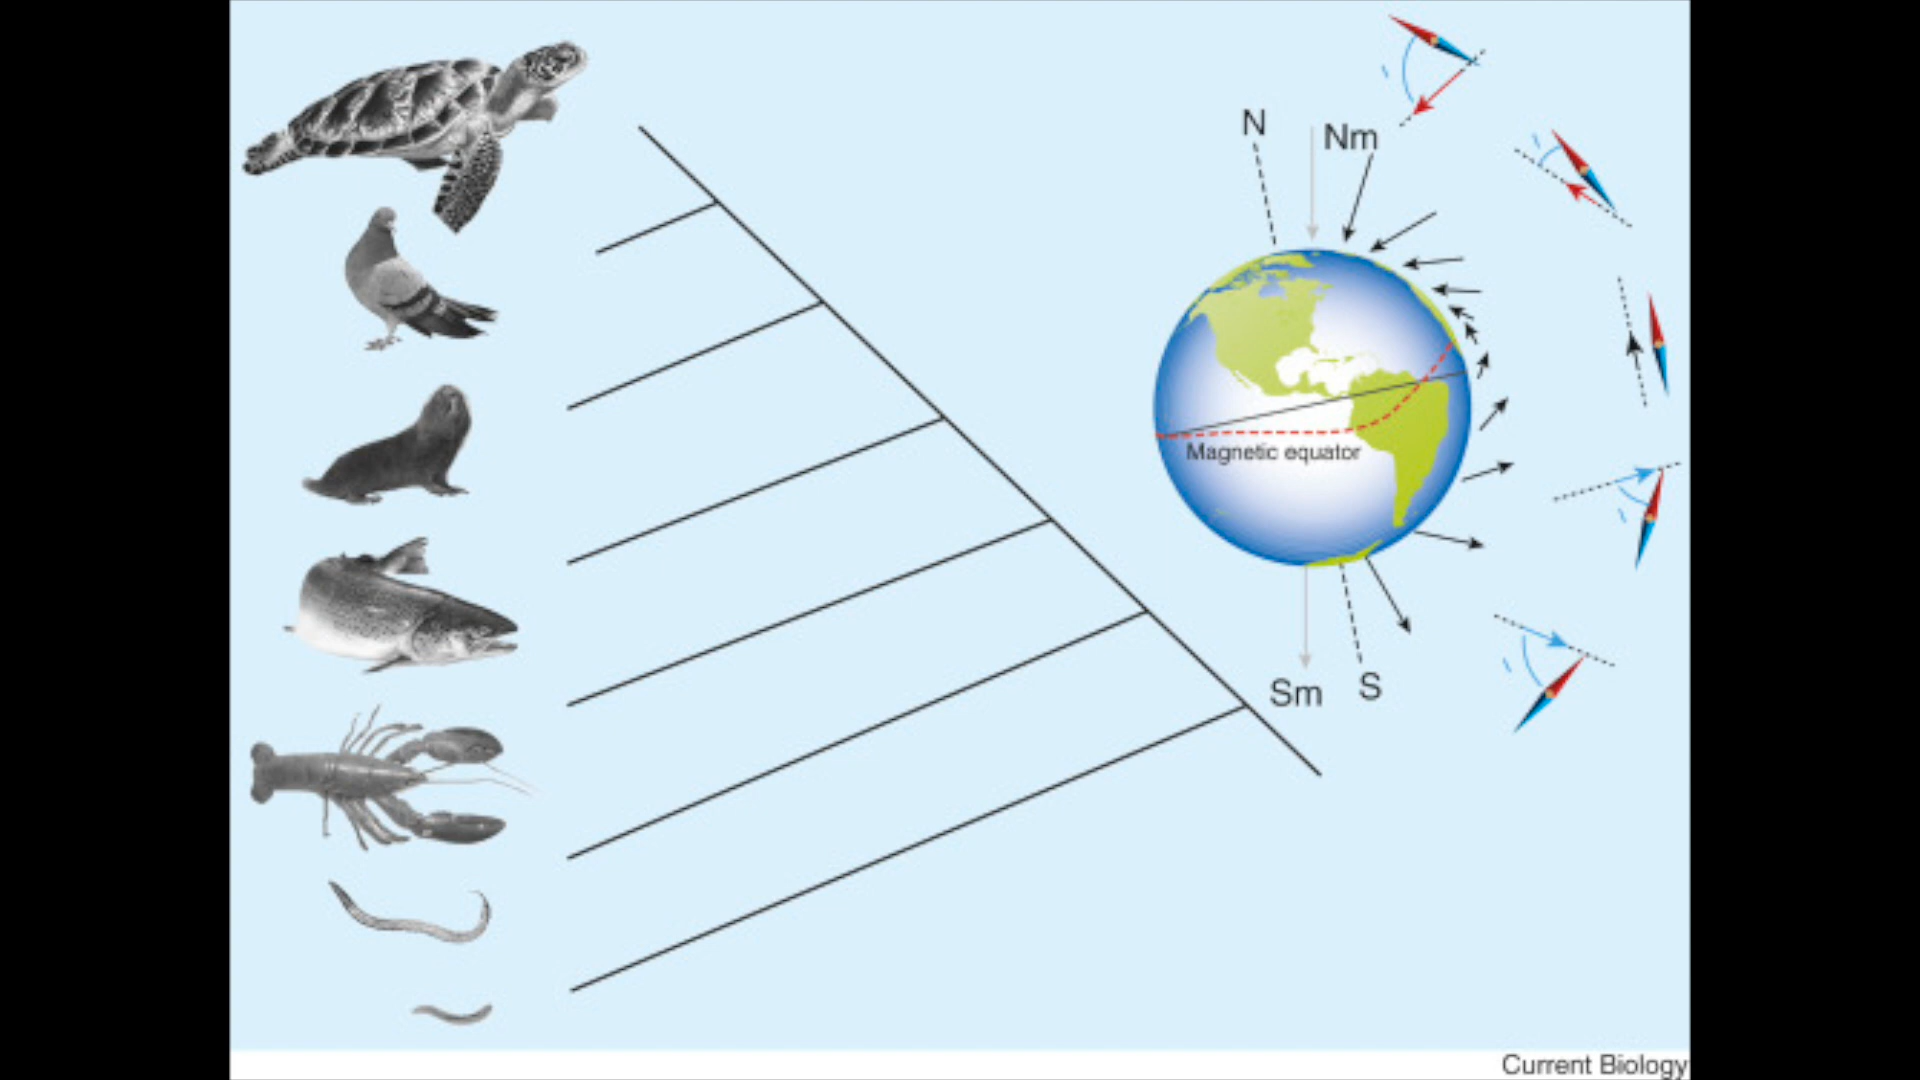 N
Nm
Magnetic equator
Sm
S
Current Biology